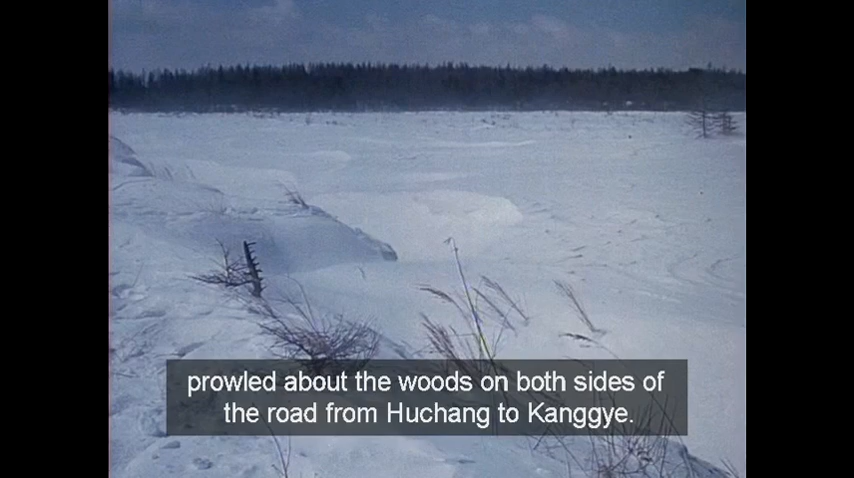 prowled about the woods on both sides of
the road from Huchang to Kanggye.